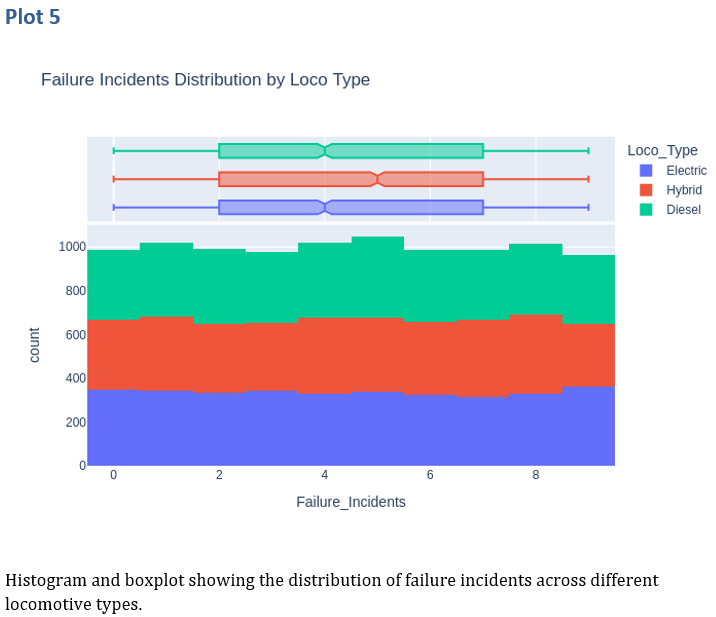 Plot 5
Failure Incidents Distribution by Loco Type
Loco_Type
Electric
Hybrid
Diesel
1000
800
600
400
200
0
count
0 2 4 6 8
Failure_Incidents
Histogram and boxplot showing the distribution of failure incidents across different
locomotive types.